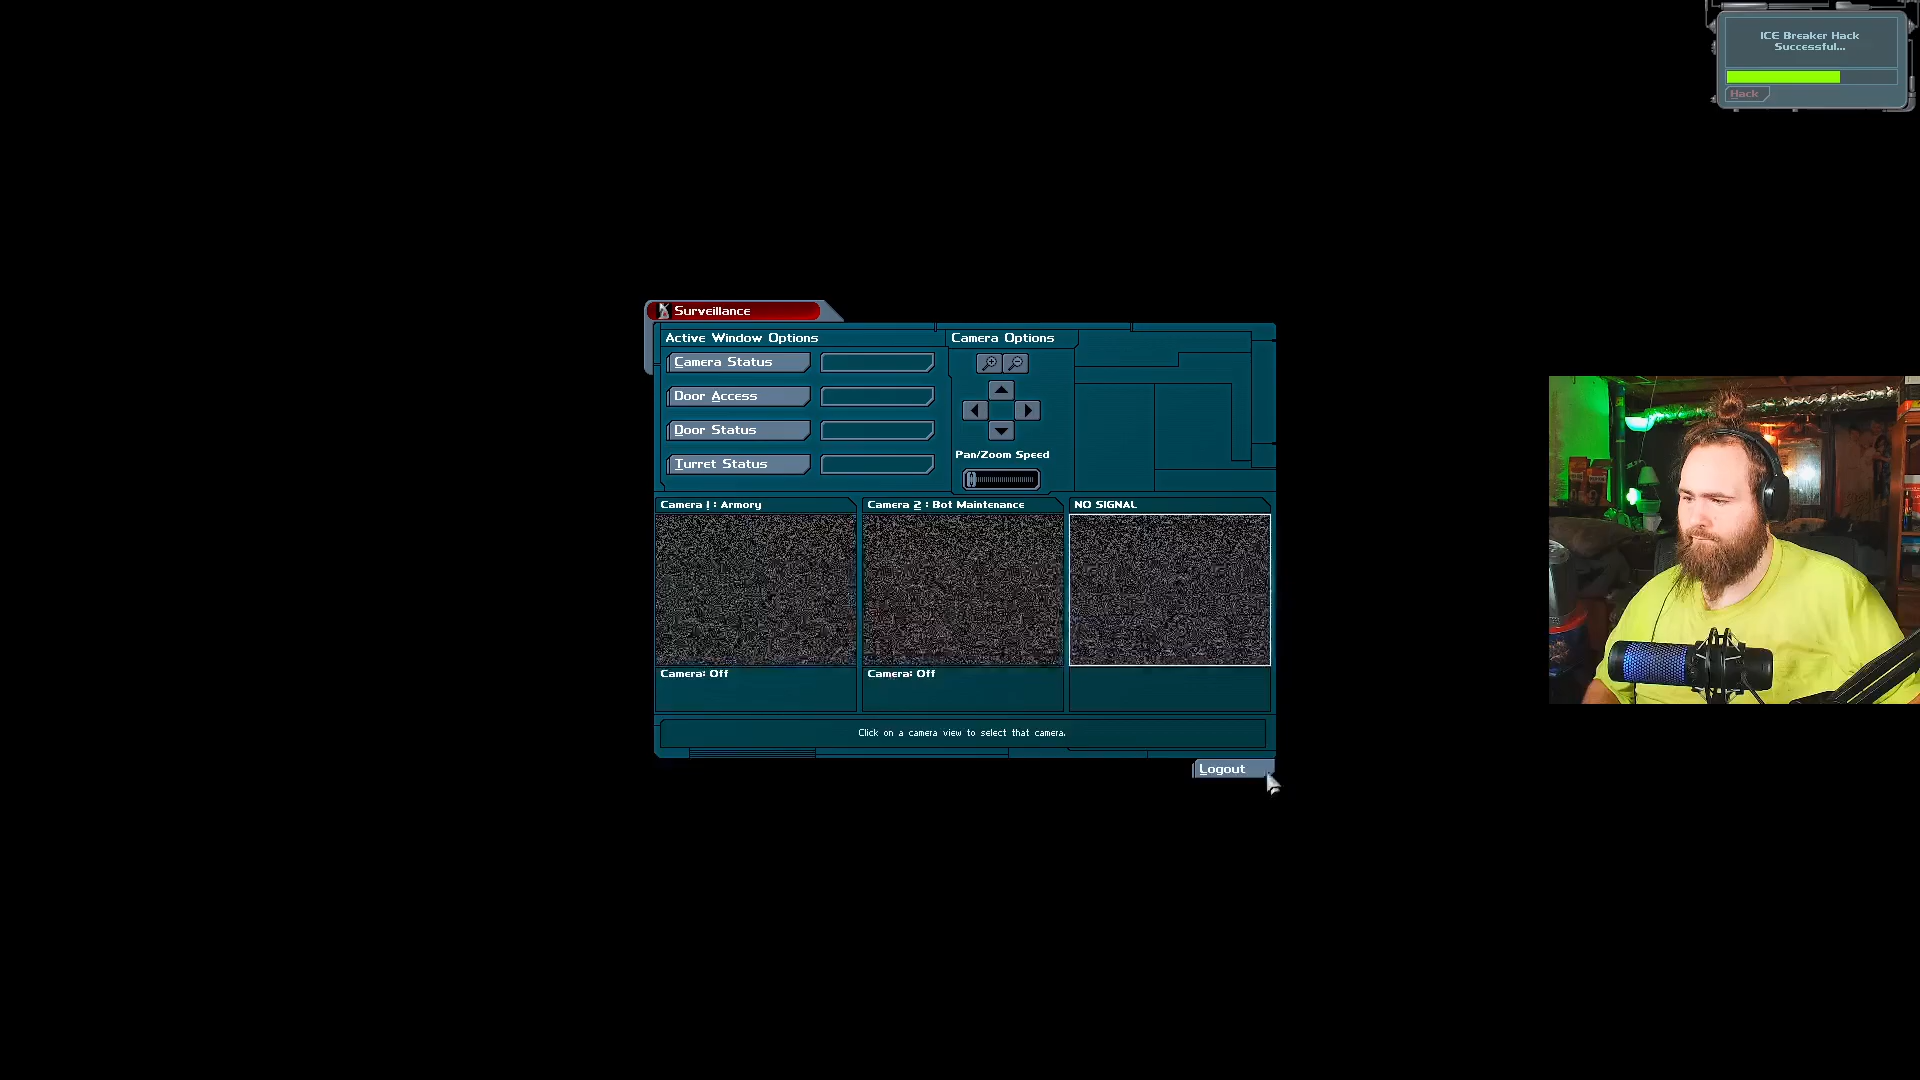 ICE Breaker Hack
Successful...
Hack
Surveillance
Active Window Options
Camera Options
Camera Status
Door Access
Door Status
Turret Status
Pan/Zoom Speed
Camera 1 : Armory
Camera 2 : Bot Maintenance
NO SIGNAL
Camera: Off
Camera: Off
Click on a camera view to select that camera.
Logout